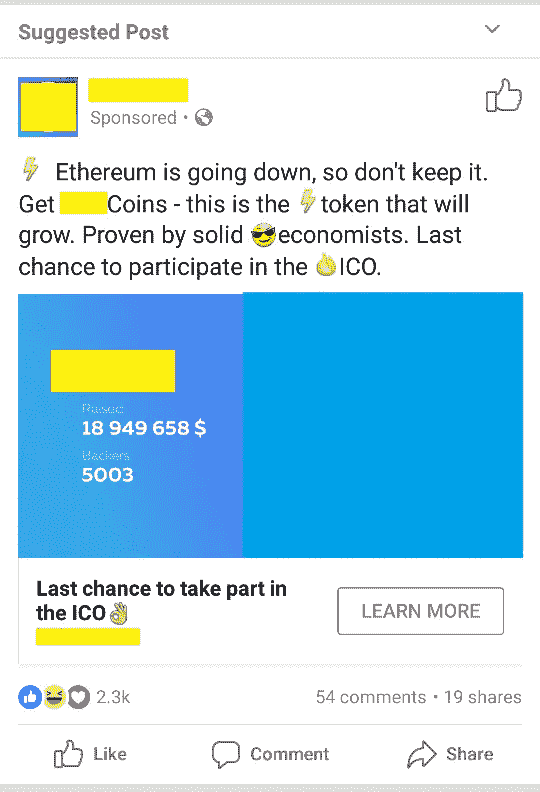 Suggested Post
Sponsored
Ethereum is going down, so don't keep it.
Get Coins - this is the token that will
grow. Proven by solid economists. Last
chance to participate in the ICO.
Raised
18 949 658 $
Backers
5003
Last chance to take part in
the ICO
LEARN MORE
2.3k
54 comments • 19 shares
Like
Comment
Share